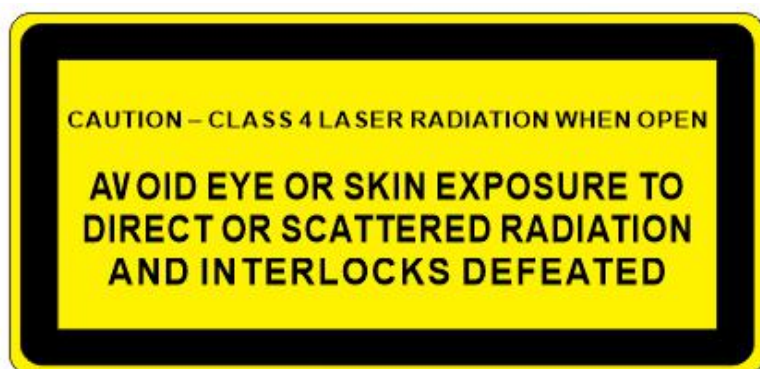 CAUTION – CLASS 4 LASER RADIATION WHEN OPEN
AVOID EYE OR SKIN EXPOSURE TO
DIRECT OR SCATTERED RADIATION
AND INTERLOCKS DEFEATED